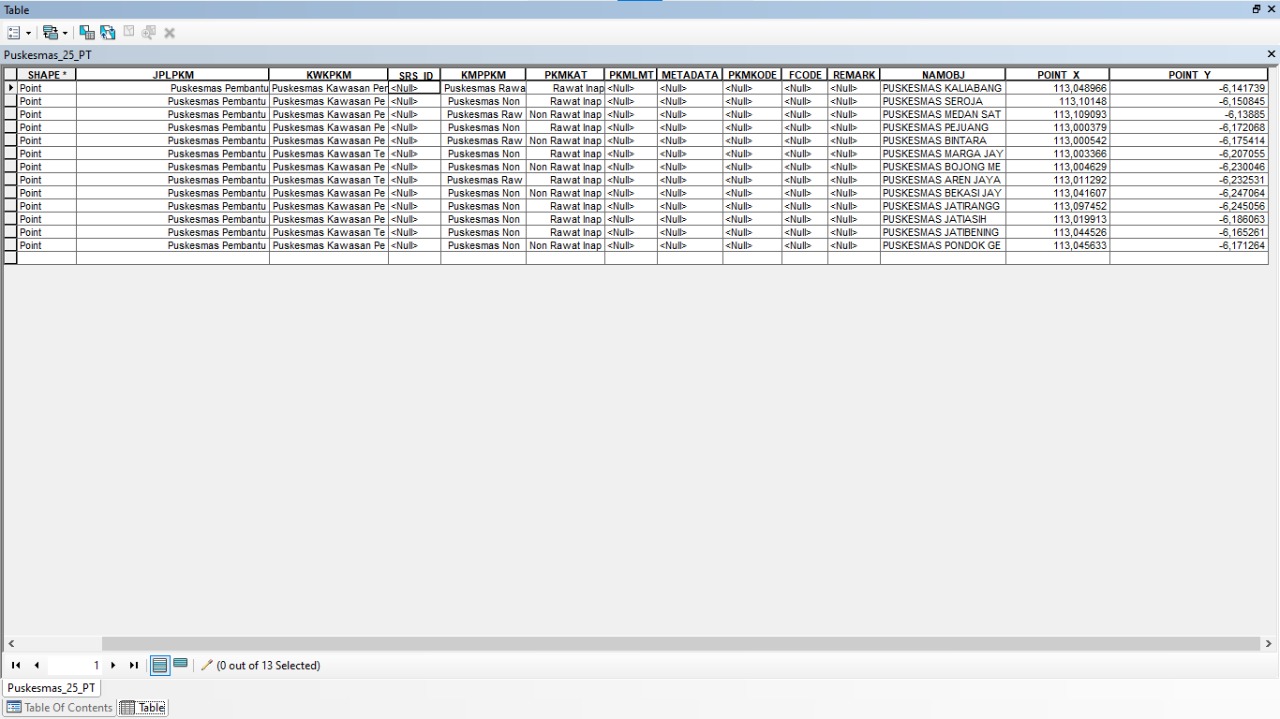 Table
Puskesmas_25_PT
SHAPE * JPLPKM KWKPKM SRS_ID KMPPKM PKMKAT PKMLMT METADATA PKMKODE FCODE REMARK NAMOBJ POINT_X POINT_Y
Point Puskesmas Pembantu Puskesmas Kawasan Per <Null> Puskesmas Rawa Rawat Inap <Null> <Null> <Null> <Null> <Null> PUSKESMAS KALIABANG 113,048966 -6,141739
Point Puskesmas Pembantu Puskesmas Kawasan Pe <Null> Puskesmas Non Rawat Inap <Null> <Null> <Null> <Null> <Null> PUSKESMAS SEROJA 113,10148 -6,150845
Point Puskesmas Pembantu Puskesmas Kawasan Pe <Null> Puskesmas Raw Non Rawat Inap <Null> <Null> <Null> <Null> <Null> PUSKESMAS MEDAN SAT 113,109093 -6,13885
Point Puskesmas Pembantu Puskesmas Kawasan Pe <Null> Puskesmas Non Rawat Inap <Null> <Null> <Null> <Null> <Null> PUSKESMAS PEJUANG 113,000379 -6,172068
Point Puskesmas Pembantu Puskesmas Kawasan Pe <Null> Puskesmas Raw Non Rawat Inap <Null> <Null> <Null> <Null> <Null> PUSKESMAS BINTARA 113,000542 -6,175414
Point Puskesmas Pembantu Puskesmas Kawasan Te <Null> Puskesmas Non Rawat Inap <Null> <Null> <Null> <Null> <Null> PUSKESMAS MARGA JAY 113,003366 -6,207055
Point Puskesmas Pembantu Puskesmas Kawasan Pe <Null> Puskesmas Non Non Rawat Inap <Null> <Null> <Null> <Null> <Null> PUSKESMAS BOJONG ME 113,004629 -6,230046
Point Puskesmas Pembantu Puskesmas Kawasan Te <Null> Puskesmas Raw Rawat Inap <Null> <Null> <Null> <Null> <Null> PUSKESMAS AREN JAYA 113,011292 -6,232531
Point Puskesmas Pembantu Puskesmas Kawasan Pe <Null> Puskesmas Non Non Rawat Inap <Null> <Null> <Null> <Null> <Null> PUSKESMAS BEKASI JAY 113,041607 -6,247064
Point Puskesmas Pembantu Puskesmas Kawasan Pe <Null> Puskesmas Non Rawat Inap <Null> <Null> <Null> <Null> <Null> PUSKESMAS JATIRANGG 113,097452 -6,245056
Point Puskesmas Pembantu Puskesmas Kawasan Pe <Null> Puskesmas Non Rawat Inap <Null> <Null> <Null> <Null> <Null> PUSKESMAS JATIASIH 113,019913 -6,186063
Point Puskesmas Pembantu Puskesmas Kawasan Te <Null> Puskesmas Non Rawat Inap <Null> <Null> <Null> <Null> <Null> PUSKESMAS JATIBENING 113,044526 -6,165261
Point Puskesmas Pembantu Puskesmas Kawasan Pe <Null> Puskesmas Non Non Rawat Inap <Null> <Null> <Null> <Null> <Null> PUSKESMAS PONDOK GE 113,045633 -6,171264
1 (0 out of 13 Selected)
Puskesmas_25_PT
Table Of Contents Table